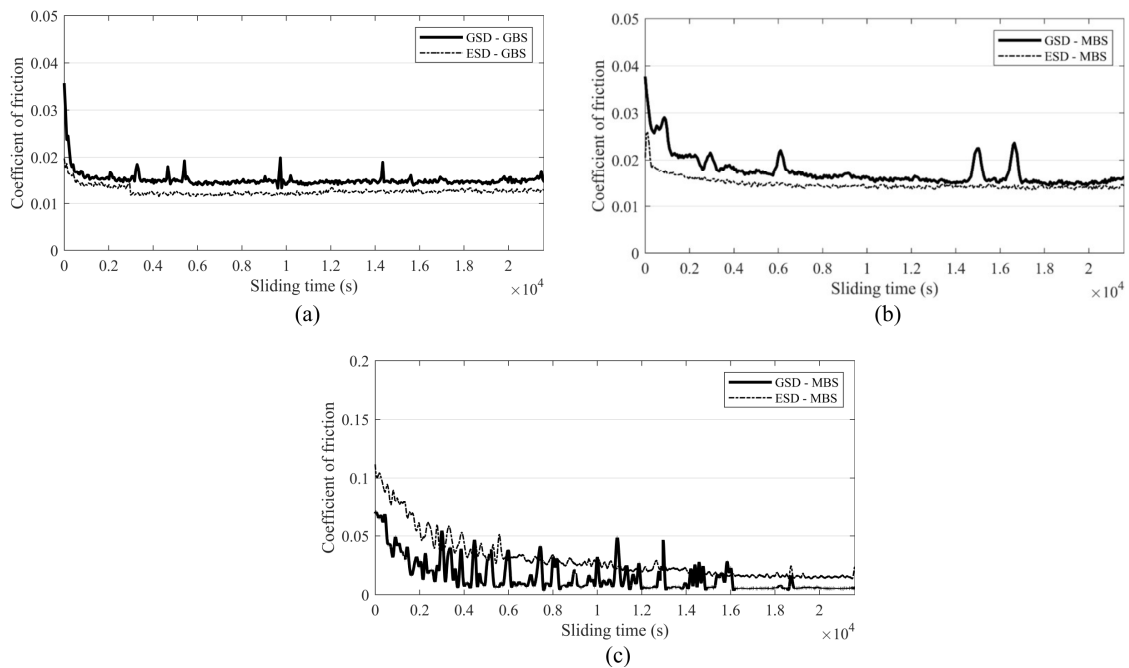 0.05
0.04
0.03
0.02
0.01
0
Coefficient of friction
GSD - GBS
ESD - GBS
0 0.2 0.4 0.6 0.8 1 1.2 1.4 1.6 1.8 2
Sliding time (s)
×10⁴
(a)
0.05
0.04
0.03
0.02
0.01
0
Coefficient of friction
GSD - MBS
ESD - MBS
0 0.2 0.4 0.6 0.8 1 1.2 1.4 1.6 1.8 2
Sliding time (s)
×10⁴
(b)
0.2
0.15
0.1
0.05
0
Coefficient of friction
GSD - MBS
ESD - MBS
0 0.2 0.4 0.6 0.8 1 1.2 1.4 1.6 1.8 2
Sliding time (s)
×10⁴
(c)